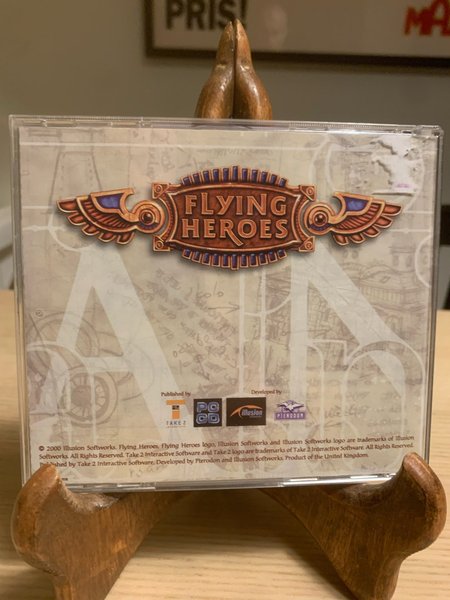 PRIS!
MA
FLYING
HEROES
Published by
Developed by
TAKE 2
Illusion
PTERODON
© 2000 Illusion Softworks. Flying Heroes, Flying Heroes logo, Illusion Softworks and Illusion Softworks logo are trademarks of Illusion
Softworks. All Rights Reserved. Take 2 Interactive Software and Take 2 logo are trademarks of Take 2 Interactive Software. All Rights Reserved.
Published by Take 2 Interactive Software. Developed by Pterodon and Illusion Softworks. Product of the United Kingdom.